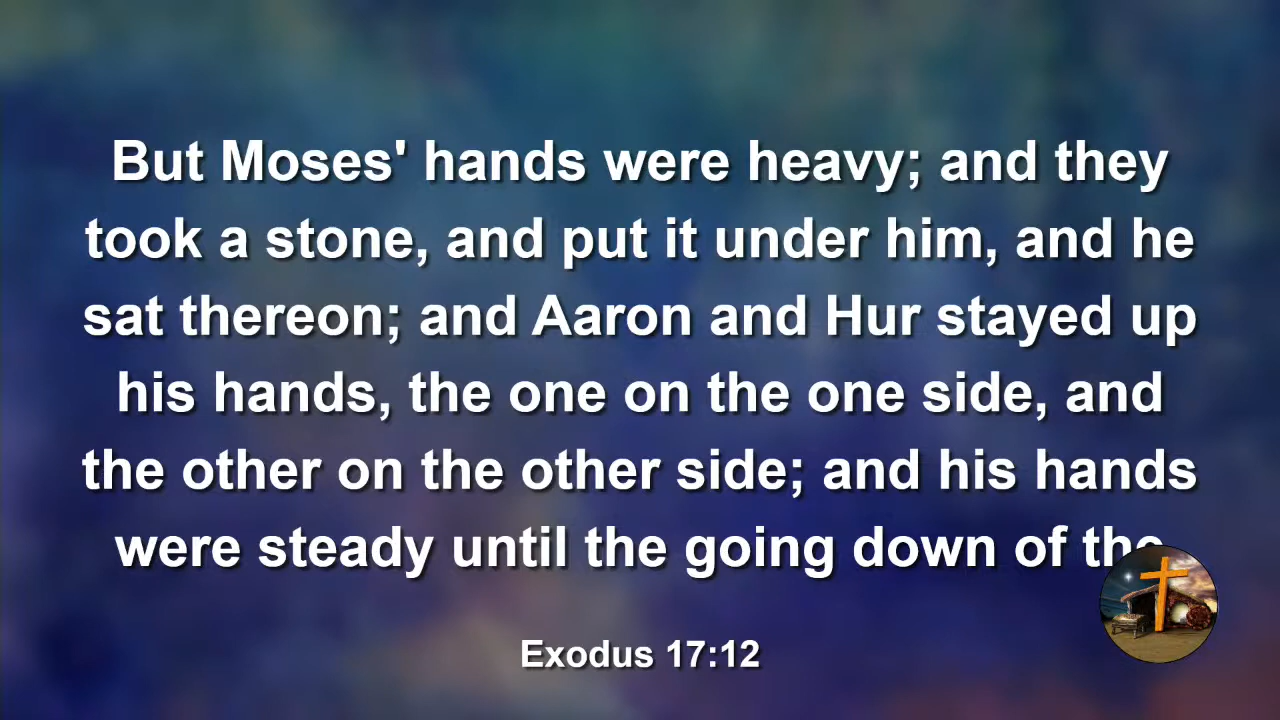 But Moses' hands were heavy; and they
took a stone, and put it under him, and he
sat thereon; and Aaron and Hur stayed up
his hands, the one on the one side, and
the other on the other side; and his hands
were steady until the going down of the
Exodus 17:12